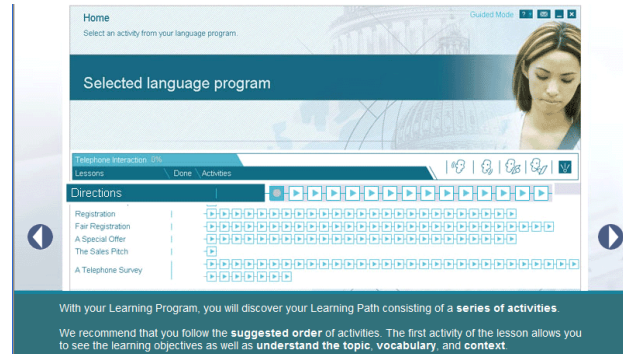 Home
Guided Mode
Select an activity from your language program.
Selected language program
Telephone Interaction 0%
Lessons Done Activities
Directions
Registration
Fair Registration
A Special Offer
The Sales Pitch
A Telephone Survey
With your Learning Program, you will discover your Learning Path consisting of a series of activities.
We recommend that you follow the suggested order of activities. The first activity of the lesson allows you
to see the learning objectives as well as understand the topic, vocabulary, and context.